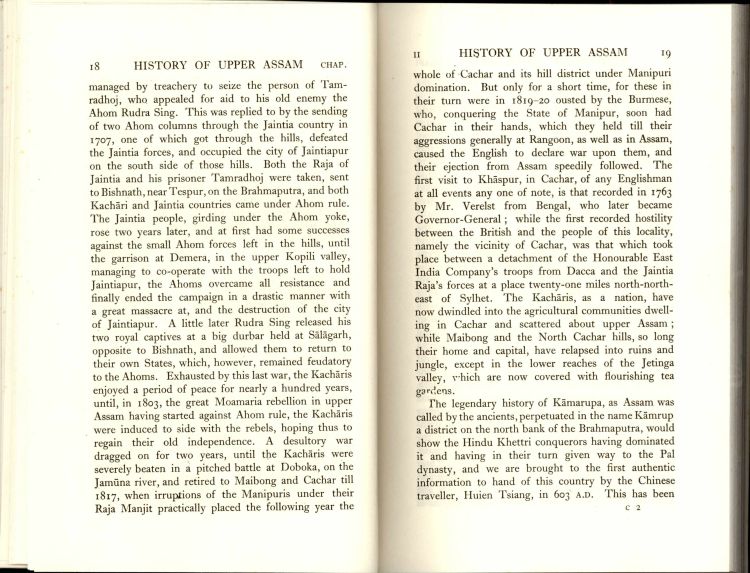 18 HISTORY OF UPPER ASSAM CHAP.
managed by treachery to seize the person of Tam-
radhoj, who appealed for aid to his old enemy the
Ahom Rudra Sing. This was replied to by the sending
of two Ahom columns through the Jaintia country in
1707, one of which got through the hills, defeated
the Jaintia forces, and occupied the city of Jaintiapur
on the south side of those hills. Both the Raja of
Jaintia and his prisoner Tamradhoj were taken, sent
to Bishnath, near Tespur, on the Brahmaputra, and both
Kachāri and Jaintia countries came under Ahom rule.
The Jaintia people, girding under the Ahom yoke,
rose two years later, and at first had some successes
against the small Ahom forces left in the hills, until
the garrison at Demera, in the upper Kopili valley,
managing to co-operate with the troops left to hold
Jaintiapur, the Ahoms overcame all resistance and
finally ended the campaign in a drastic manner with
a great massacre at, and the destruction of the city
of Jaintiapur. A little later Rudra Sing released his
two royal captives at a big durbar held at Sālāgarh,
opposite to Bishnath, and allowed them to return to
their own States, which, however, remained feudatory
to the Ahoms. Exhausted by this last war, the Kachāris
enjoyed a period of peace for nearly a hundred years,
until, in 1803, the great Moamaria rebellion in upper
Assam having started against Ahom rule, the Kachāris
were induced to side with the rebels, hoping thus to
regain their old independence. A desultory war
dragged on for two years, until the Kachāris were
severely beaten in a pitched battle at Doboka, on the
Jamūna river, and retired to Maibong and Cachar till
1817, when irruptions of the Manipuris under their
Raja Manjit practically placed the following year the
II HISTORY OF UPPER ASSAM 19
whole of Cachar and its hill district under Manipuri
domination. But only for a short time, for these in
their turn were in 1819-20 ousted by the Burmese,
who, conquering the State of Manipur, soon had
Cachar in their hands, which they held till their
aggressions generally at Rangoon, as well as in Assam,
caused the English to declare war upon them, and
their ejection from Assam speedily followed. The
first visit to Khāspur, in Cachar, of any Englishman
at all events any one of note, is that recorded in 1763
by Mr. Verelst from Bengal, who later became
Governor-General; while the first recorded hostility
between the British and the people of this locality,
namely the vicinity of Cachar, was that which took
place between a detachment of the Honourable East
India Company's troops from Dacca and the Jaintia
Raja's forces at a place twenty-one miles north-north-
east of Sylhet. The Kachāris, as a nation, have
now dwindled into the agricultural communities dwell-
ing in Cachar and scattered about upper Assam;
while Maibong and the North Cachar hills, so long
their home and capital, have relapsed into ruins and
jungle, except in the lower reaches of the Jetinga
valley, which are now covered with flourishing tea
gardens.
The legendary history of Kāmarupa, as Assam was
called by the ancients, perpetuated in the name Kāmrup
a district on the north bank of the Brahmaputra, would
show the Hindu Khettri conquerors having dominated
it and having in their turn given way to the Pal
dynasty, and we are brought to the first authentic
information to hand of this country by the Chinese
traveller, Huien Tsiang, in 603 A.D. This has been
C 2